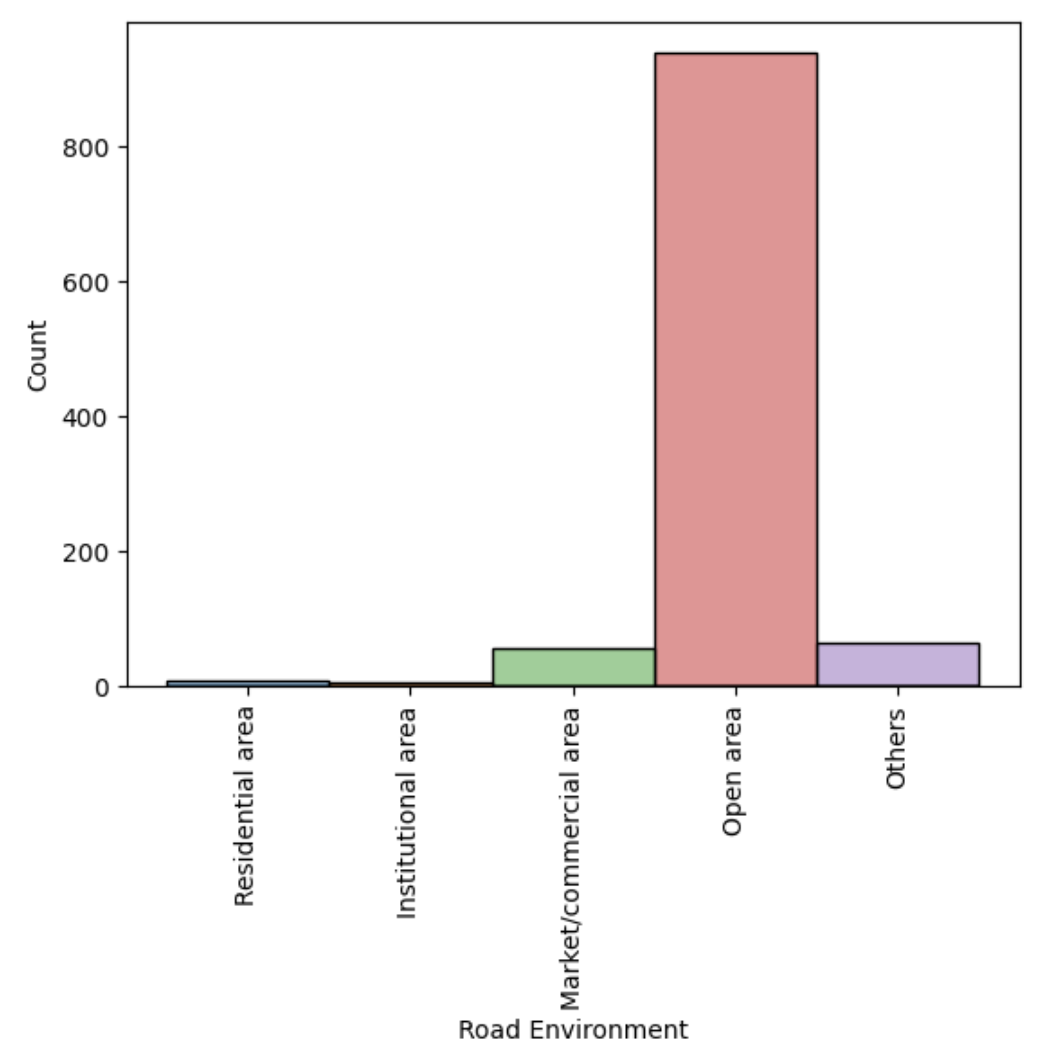 800
600
400
200
0
Count
Residential area
Institutional area
Market/commercial area
Open area
Others
Road Environment